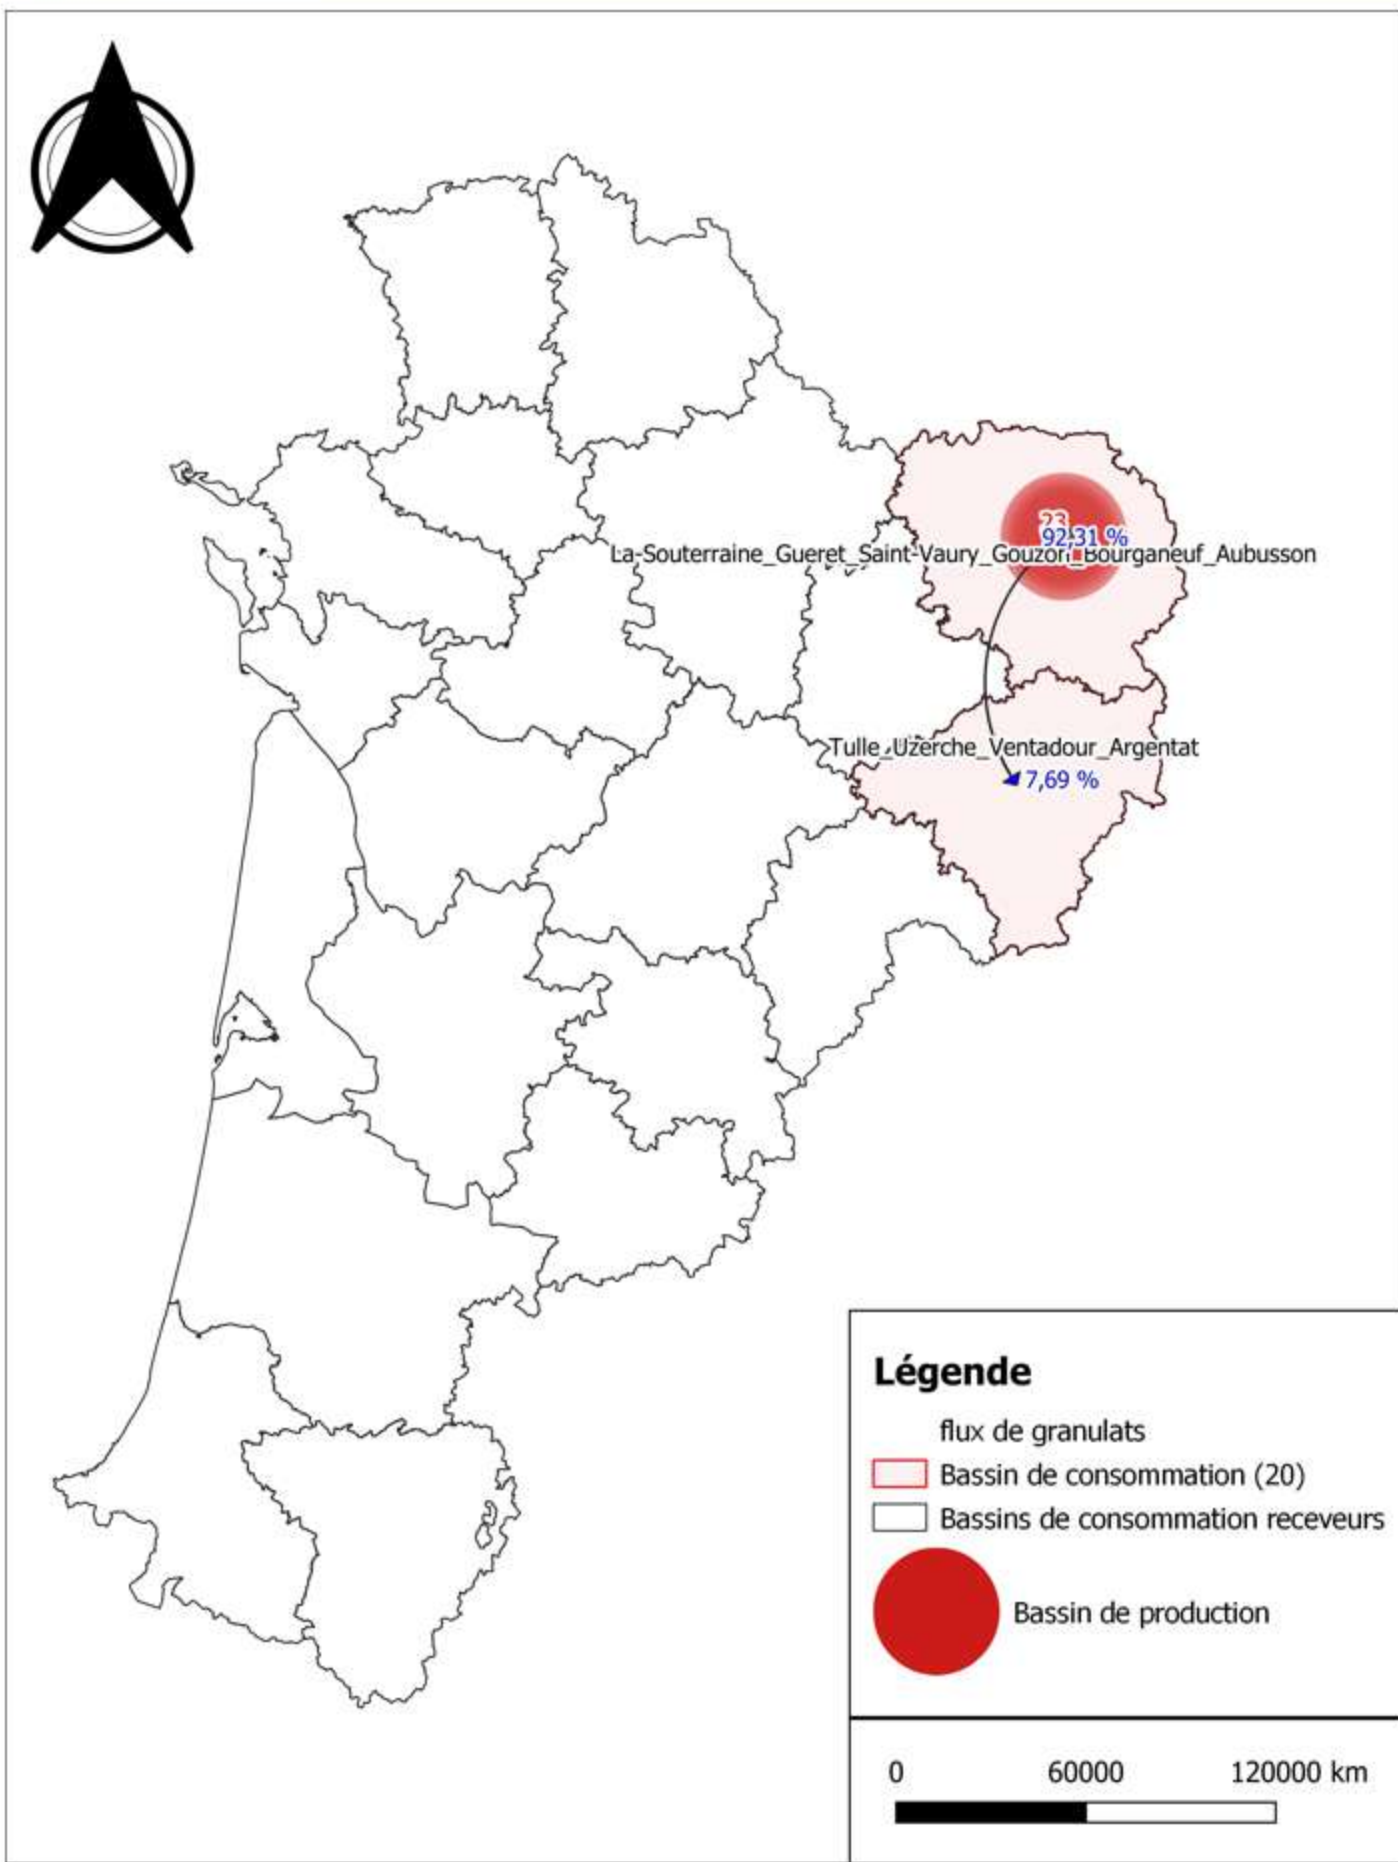 23
92,31 %
La-Souterraine_Gueret_Saint-Vaury_Gouzon_Bourganeuf_Aubusson
Tulle_Uzerche_Ventadour_Argentat
7,69 %
Légende
flux de granulats
Bassin de consommation (20)
Bassins de consommation receveurs
Bassin de production
0 60000 120000 km